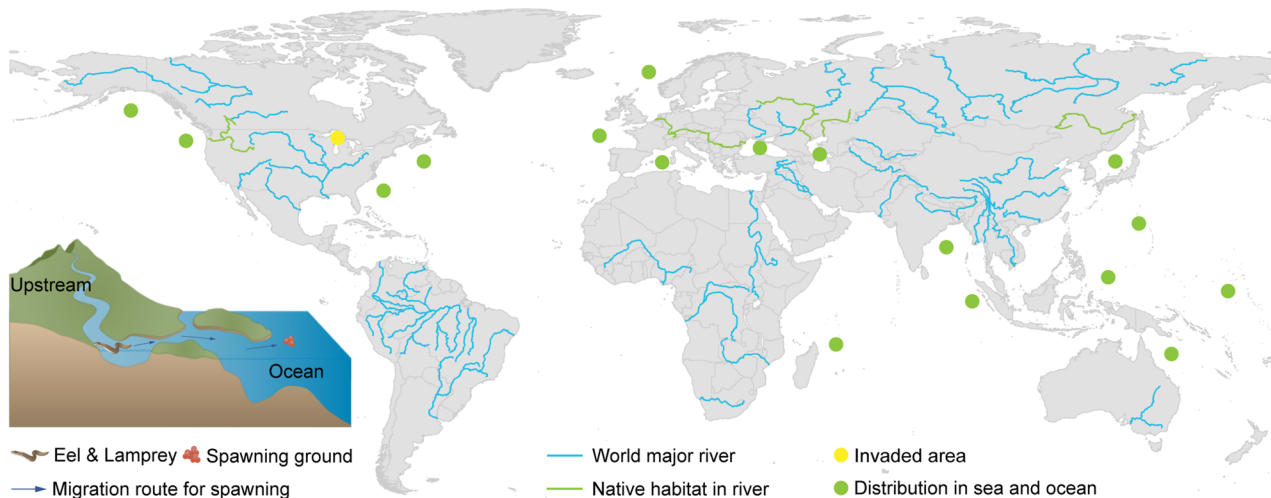 Upstream
Ocean
Eel & Lamprey
Spawning ground
Migration route for spawning
World major river
Native habitat in river
Invaded area
Distribution in sea and ocean